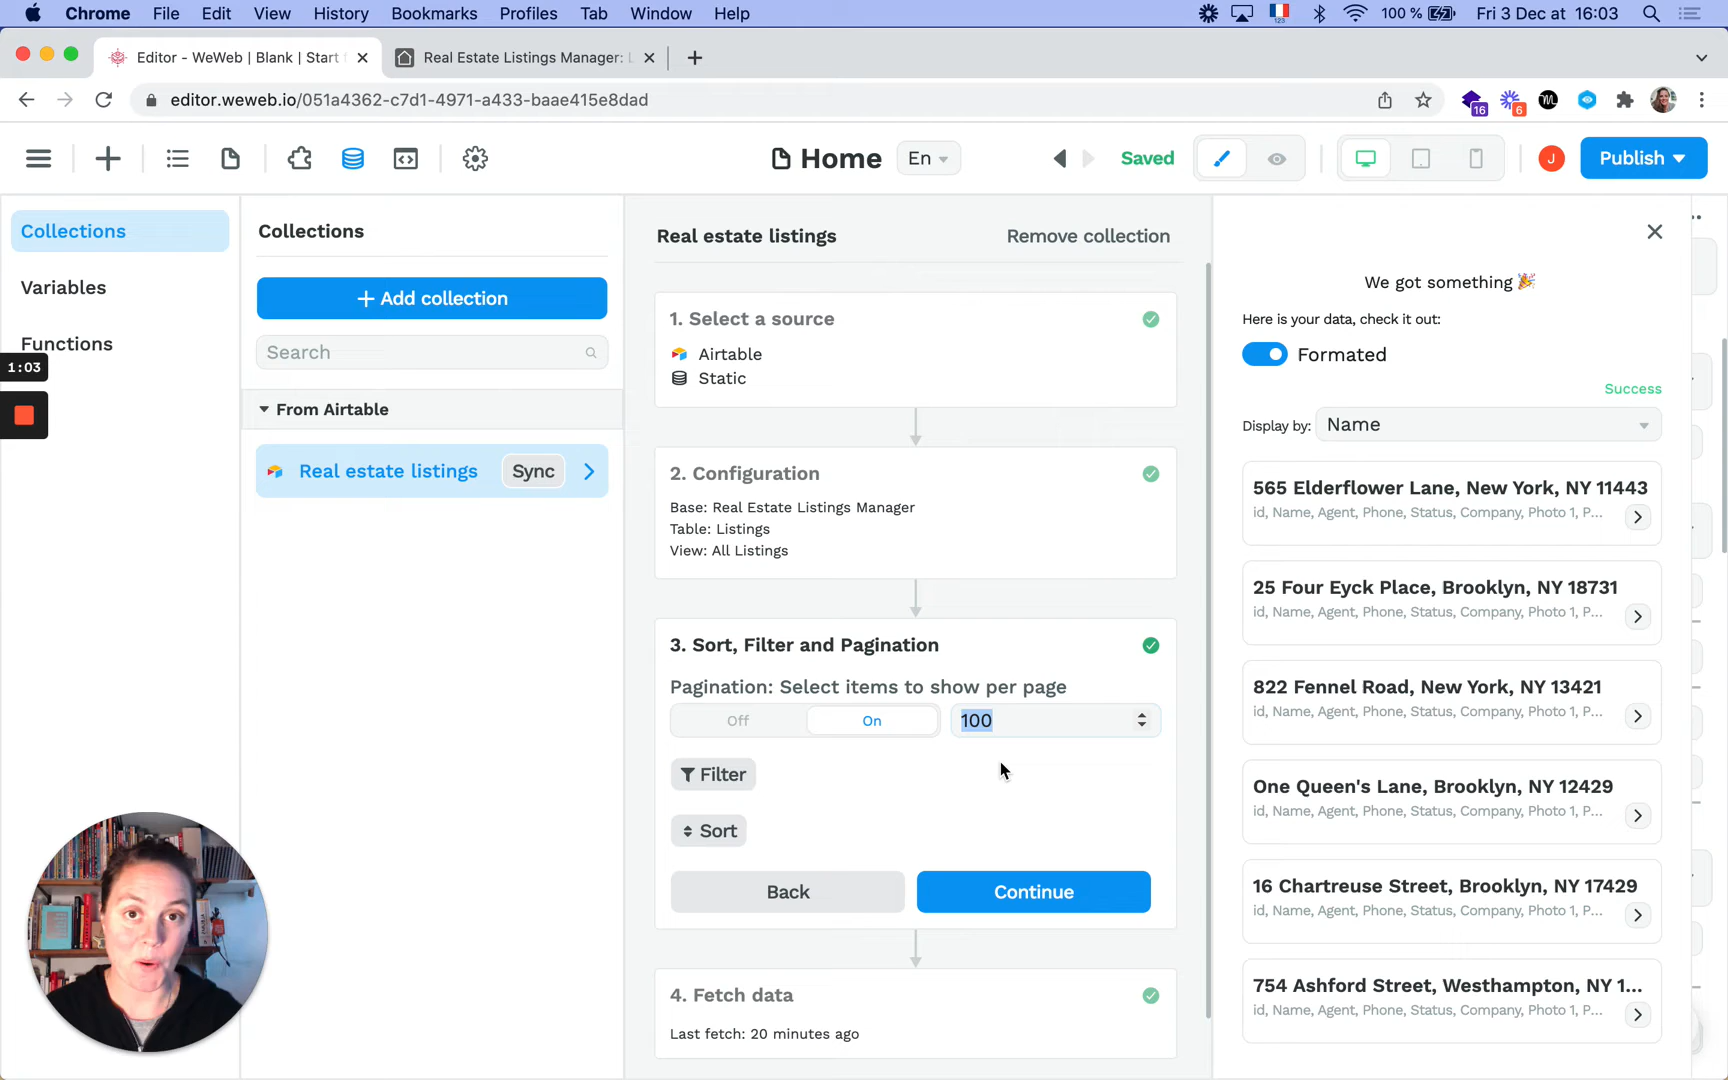 Chrome File Edit View History Bookmarks Profiles Tab Window Help
123
100 % Fri 3 Dec at 16:03
Editor - WeWeb | Blank | Start f
Real Estate Listings Manager: L
editor.weweb.io/051a4362-c7d1-4971-a433-baae415e8dad
16
6
Home En
Saved
J
Publish
Collections
Variables
Functions
1:03
Collections
+ Add collection
Search
From Airtable
Real estate listings Sync
Real estate listings Remove collection
1. Select a source
Airtable
Static
2. Configuration
Base: Real Estate Listings Manager
Table: Listings
View: All Listings
3. Sort, Filter and Pagination
Pagination: Select items to show per page
Off On 100
Filter
Sort
Back Continue
4. Fetch data
Last fetch: 20 minutes ago
We got something
Here is your data, check it out:
Formated
Success
Display by: Name
565 Elderflower Lane, New York, NY 11443
id, Name, Agent, Phone, Status, Company, Photo 1, P...
25 Four Eyck Place, Brooklyn, NY 18731
id, Name, Agent, Phone, Status, Company, Photo 1, P...
822 Fennel Road, New York, NY 13421
id, Name, Agent, Phone, Status, Company, Photo 1, P...
One Queen's Lane, Brooklyn, NY 12429
id, Name, Agent, Phone, Status, Company, Photo 1, P...
16 Chartreuse Street, Brooklyn, NY 17429
id, Name, Agent, Phone, Status, Company, Photo 1, P...
754 Ashford Street, Westhampton, NY 1...
id, Name, Agent, Phone, Status, Company, Photo 1, P...